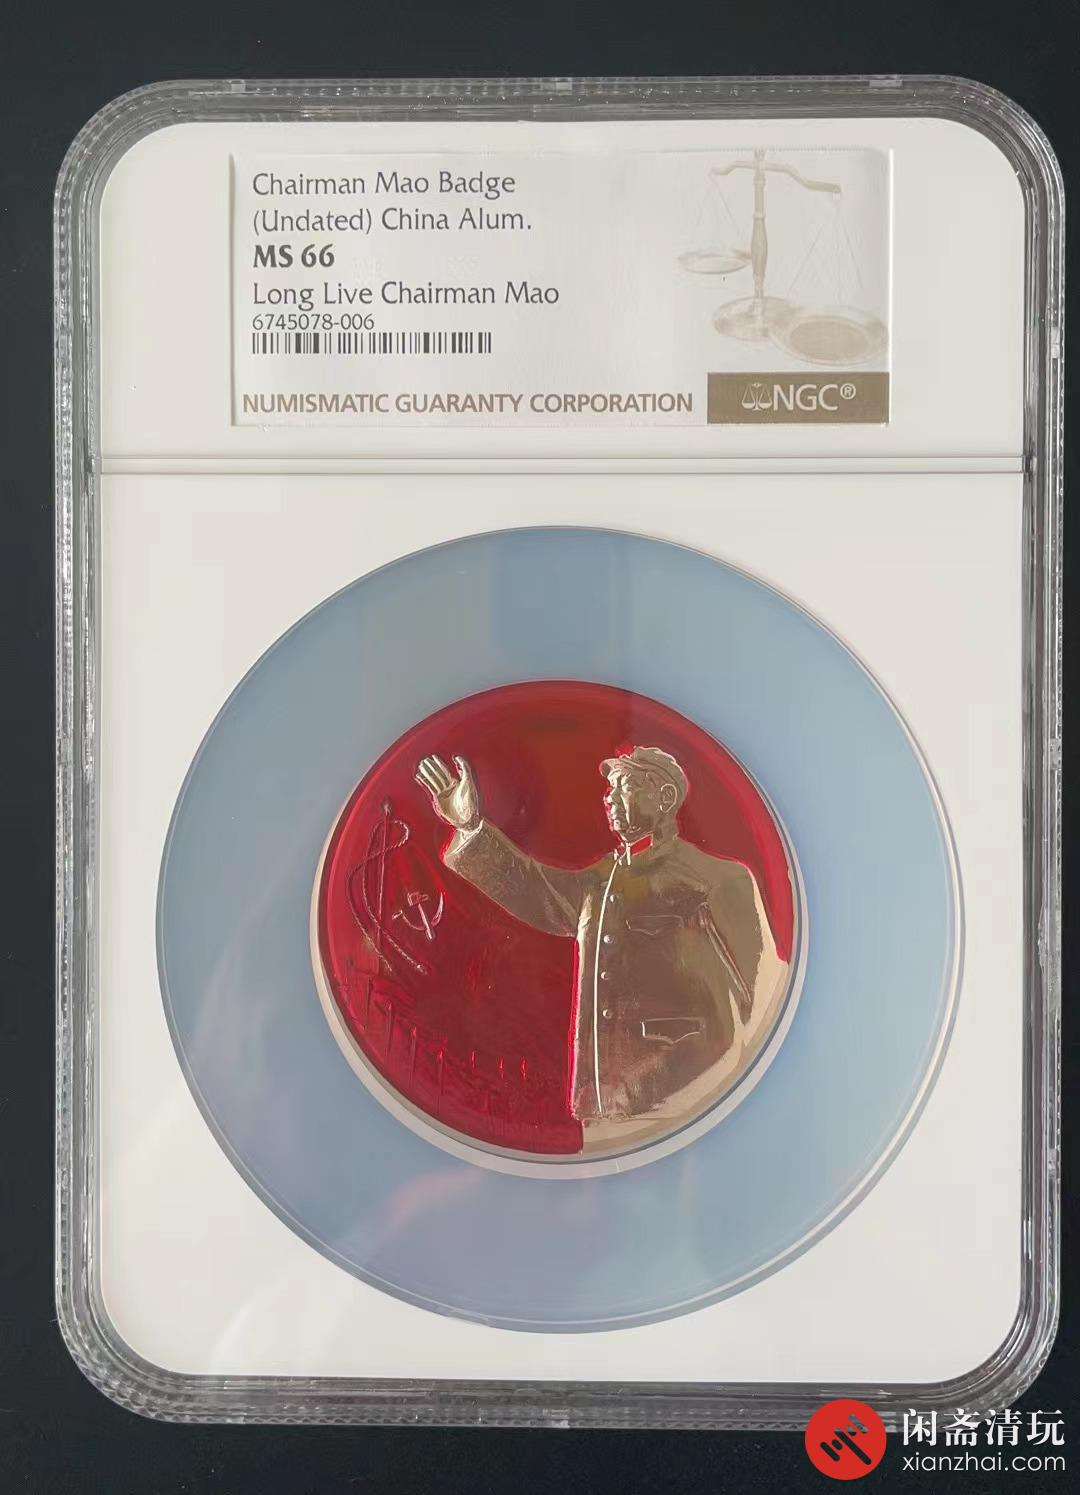 Chairman Mao Badge
(Undated) China Alum.
MS 66
Long Live Chairman Mao
6745078-006
NUMISMATIC GUARANTY CORPORATION
NGC®
闲斋清玩
xianzhai.com